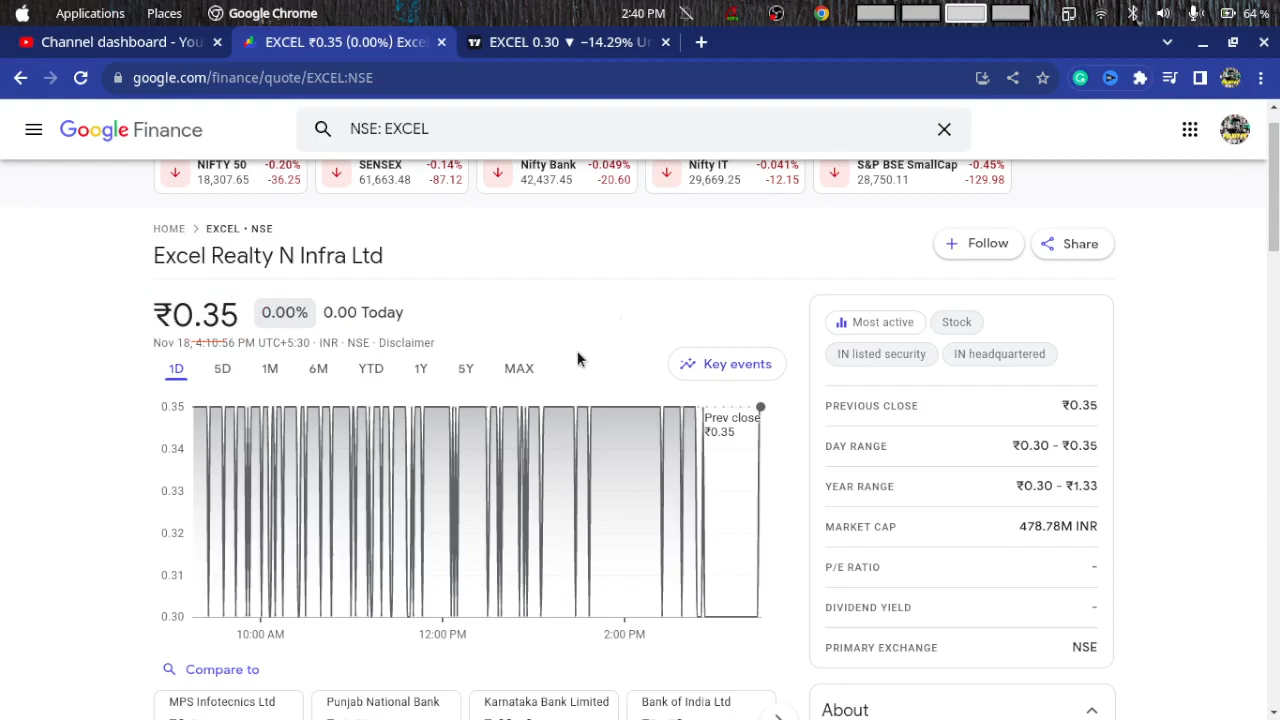 Applications Places Google Chrome 2:40 PM 64 %
Channel dashboard - You
EXCEL ₹0.35 (0.00%) Exce
EXCEL 0.30 ▼ −14.29% Un
google.com/finance/quote/EXCEL:NSE
Google Finance
NSE: EXCEL
NIFTY 50 -0.20%
18,307.65 -36.25
SENSEX -0.14%
61,663.48 -87.12
Nifty Bank -0.049%
42,437.45 -20.60
Nifty IT -0.041%
29,669.25 -12.15
S&P BSE SmallCap -0.45%
28,750.11 -129.98
HOME > EXCEL • NSE
Excel Realty N Infra Ltd
+ Follow
Share
₹0.35 0.00% 0.00 Today
Nov 18, 4:10:56 PM UTC+5:30 · INR · NSE · Disclaimer
1D 5D 1M 6M YTD 1Y 5Y MAX
Key events
0.35
0.34
0.33
0.32
0.31
0.30
Prev close
₹0.35
10:00 AM 12:00 PM 2:00 PM
Compare to
MPS Infotecnics Ltd
Punjab National Bank
Karnataka Bank Limited
Bank of India Ltd
Most active Stock
IN listed security IN headquartered
PREVIOUS CLOSE ₹0.35
DAY RANGE ₹0.30 - ₹0.35
YEAR RANGE ₹0.30 - ₹1.33
MARKET CAP 478.78M INR
P/E RATIO -
DIVIDEND YIELD -
PRIMARY EXCHANGE NSE
About